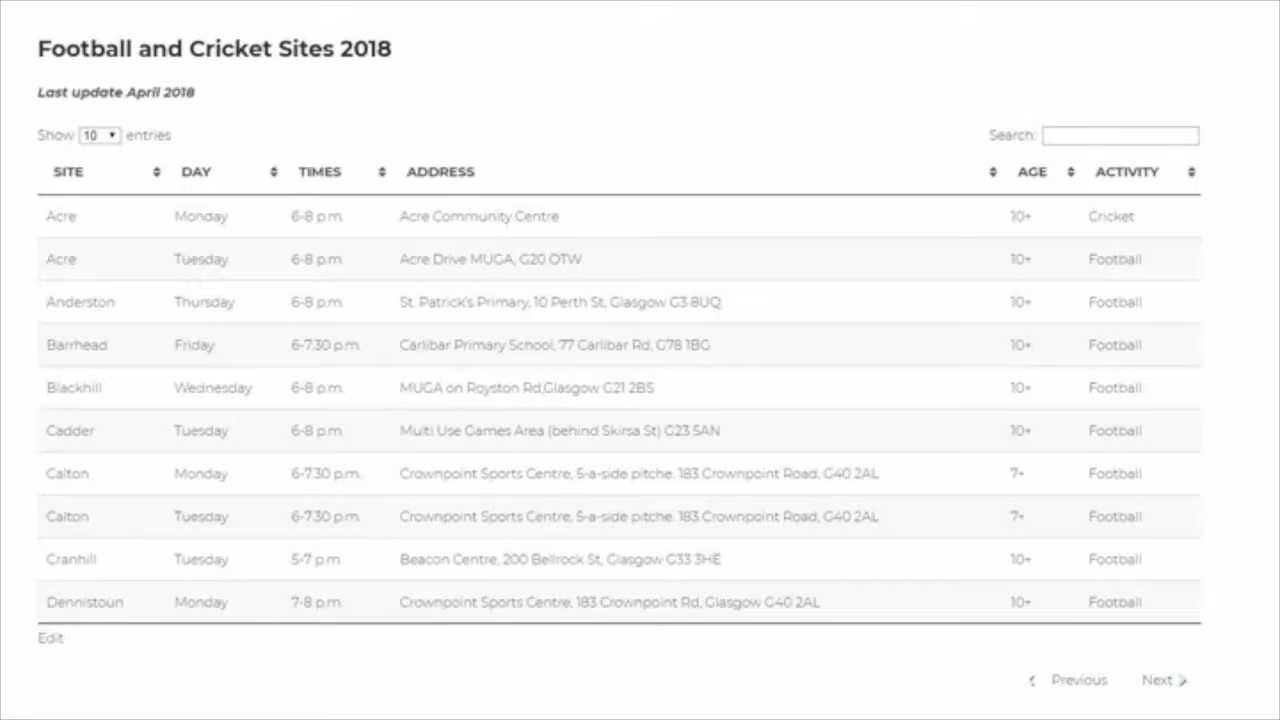 Football and Cricket Sites 2018
Last update April 2018
Show 10 entries Search:
SITE DAY TIMES ADDRESS AGE ACTIVITY
Acre Monday 6-8 p.m. Acre Community Centre 10+ Cricket
Acre Tuesday 6-8 p.m. Acre Drive MUGA, G20 OTW 10+ Football
Anderston Thursday 6-8 p.m. St. Patrick's Primary, 10 Perth St, Glasgow G3 8UQ 10+ Football
Barrhead Friday 6-7.30 p.m. Carlibar Primary School, 77 Carlibar Rd, G78 1BG 10+ Football
Blackhill Wednesday 6-8 p.m. MUGA on Royston Rd,Glasgow G21 2BS 10+ Football
Cadder Tuesday 6-8 p.m. Multi Use Games Area (behind Skirsa St) G23 5AN 10+ Football
Calton Monday 6-7.30 p.m. Crownpoint Sports Centre, 5-a-side pitche. 183 Crownpoint Road, G40 2AL 7+ Football
Calton Tuesday 6-7.30 p.m. Crownpoint Sports Centre, 5-a-side pitche. 183 Crownpoint Road, G40 2AL 7+ Football
Cranhill Tuesday 5-7 p.m. Beacon Centre, 200 Bellrock St, Glasgow G33 3HE 10+ Football
Dennistoun Monday 7-8 p.m. Crownpoint Sports Centre, 183 Crownpoint Rd, Glasgow G40 2AL 10+ Football
Edit
Previous Next